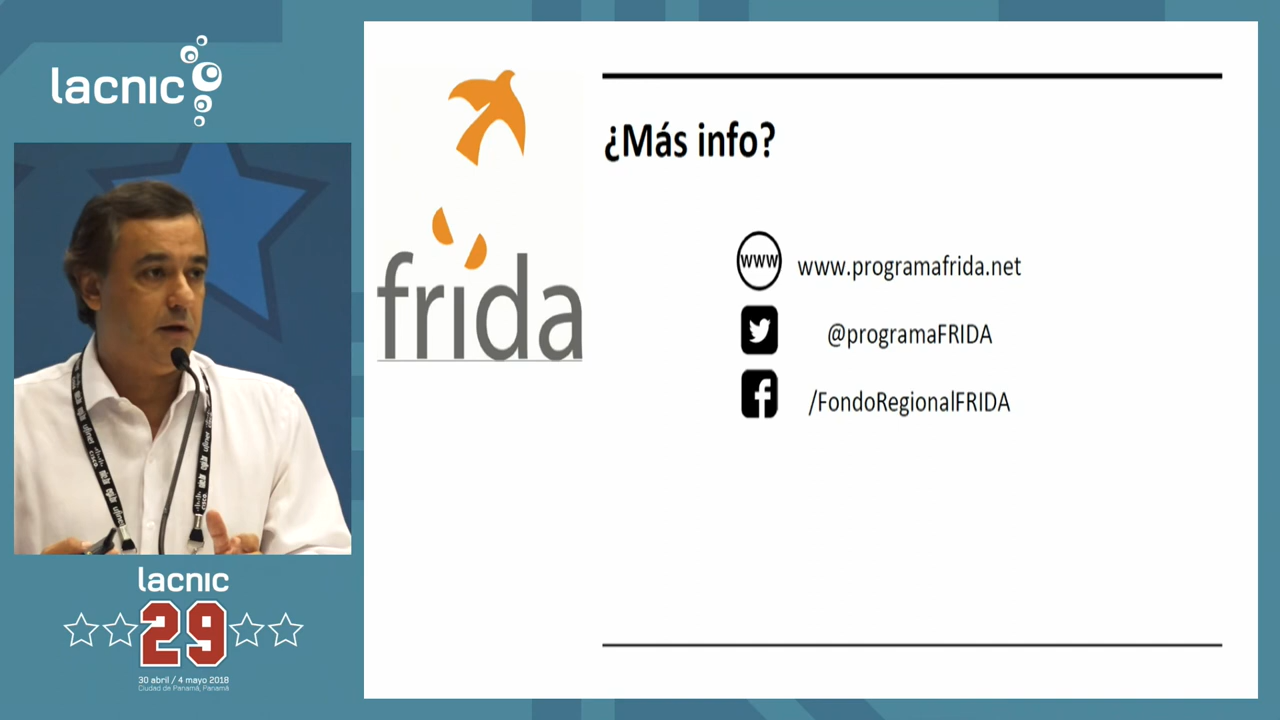 lacnic
lacnic
29
30 abril / 4 mayo 2018
Ciudad de Panamá, Panamá
frida
¿Más info?
www
www.programafrida.net
@programaFRIDA
/FondoRegionalFRIDA